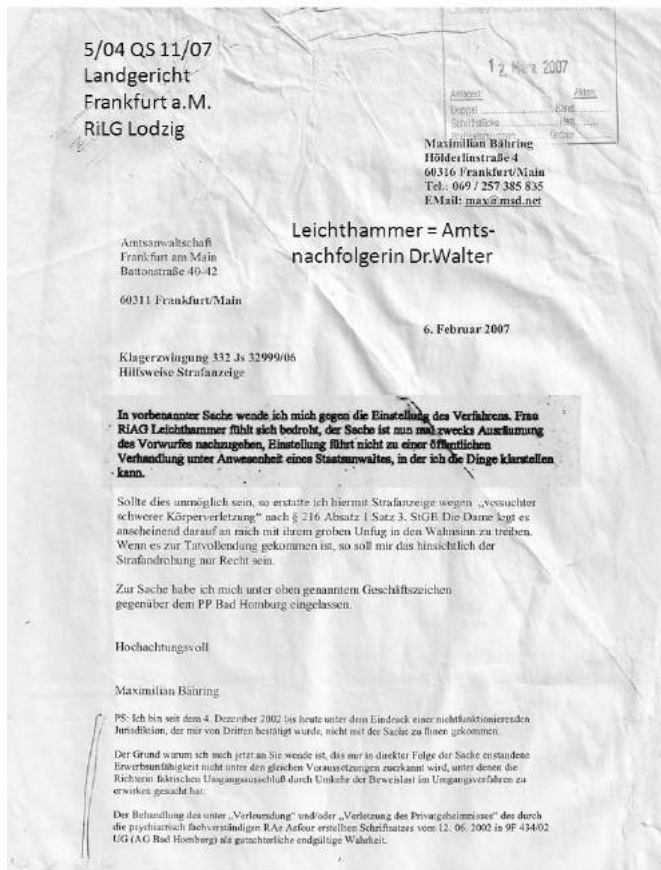 5/04 QS 11/07
Landgericht
Frankfurt a.M.
RiLG Lodzig
12. März 2007
Anlagen:
Akten:
Doppel
Band
Schriftstücke
Heft
Ordner
Maximilian Bähring
Hölderlinstraße 4
60316 Frankfurt/Main
Tel.: 069 / 257 385 835
EMail: max@msd.net
Leichthammer = Amts-
nachfolgerin Dr.Walter
Amtsanwaltschaft
Frankfurt am Main
Battonstraße 40-42
60311 Frankfurt/Main
6. Februar 2007
Klagerzwingung 332 Js 32999/06
Hilfsweise Strafanzeige
In vorbenannter Sache wende ich mich gegen die Einstellung des Verfahrens. Frau
RiAG Leichthammer fühlt sich bedroht, der Sache ist nun mal zwecks Ausräumung
des Vorwurfes nachzugehen, Einstellung führt nicht zu einer öffentlichen
Verhandlung unter Anwesenheit eines Staatsanwaltes, in der ich die Dinge klarstellen
kann.
Sollte dies unmöglich sein, so erstatte ich hiermit Strafanzeige wegen „versuchter
schwerer Körperverletzung“ nach § 216 Absatz 1 Satz 3. StGB Die Dame legt es
anscheinend darauf an mich mit ihrem groben Unfug in den Wahnsinn zu treiben.
Wenn es zur Tatvollendung gekommen ist, so soll mir das hinsichtlich der
Strafandrohung nur Recht sein.
Zur Sache habe ich mich unter oben genanntem Geschäftszeichen
gegenüber dem PP Bad Homburg eingelassen.
Hochachtungsvoll
Maximilian Bähring
PS: Ich bin seit dem 4. Dezember 2002 bis heute unter dem Eindruck einer nichtfunktionierenden
Jurisdiktion, der mir von Dritten bestätigt wurde, nicht mit der Sache zu Ihnen gekommen.
Der Grund warum ich mich jetzt an Sie wende ist, das mir in direkter Folge der Sache enstandene
Erwerbsunfähigkeit nicht unter den gleichen Voraussetzungen zuerkannt wird, unter denen die
Richterin faktischen Umgangsausschluß durch Umkehr der Beweislast im Umgangsverfahren zu
erwirken gesucht hat:
Der Behandlung des unter „Verleumdung“ und/oder „Verletzung des Privatgeheimnisses“ des durch
die psychiatrisch fachverständigen RAe Asfour erstellten Schriftsatzes vom 12. 06. 2002 in 9F 434/02
UG (AG Bad Homburg) als gutachterliche endgültige Wahrheit.